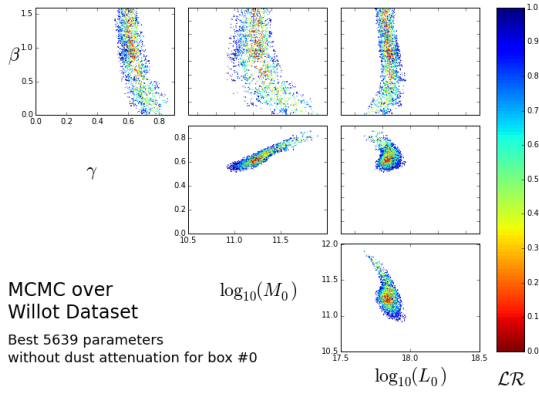 1.5
1.0
β
0.5
0.0
0.0 0.2 0.4 0.6 0.8
γ
0.8
0.6
0.4
0.2
0.0
10.5 11.0 11.5
log₁₀(M₀)
12.0
11.5
11.0
10.5
17.5 18.0 18.5
log₁₀(L₀)
0.0
0.1
0.2
0.3
0.4
0.5
0.6
0.7
0.8
0.9
1.0
ℒℛ
MCMC over
Willot Dataset
Best 5639 parameters
without dust attenuation for box #0